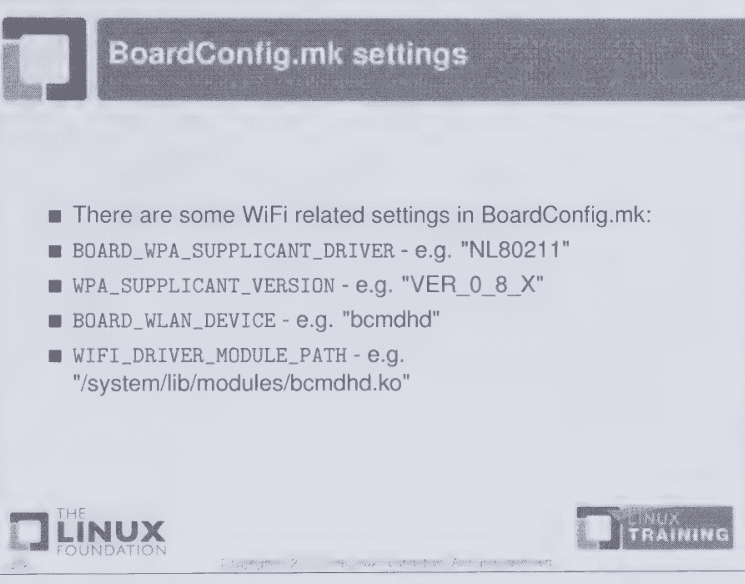 BoardConfig.mk settings
■ There are some WiFi related settings in BoardConfig.mk:
■ BOARD_WPA_SUPPLICANT_DRIVER - e.g. "NL80211"
■ WPA_SUPPLICANT_VERSION - e.g. "VER_0_8_X"
■ BOARD_WLAN_DEVICE - e.g. "bcmdhd"
■ WIFI_DRIVER_MODULE_PATH - e.g.
"/system/lib/modules/bcmdhd.ko"
THE
LINUX
FOUNDATION
LINUX
TRAINING